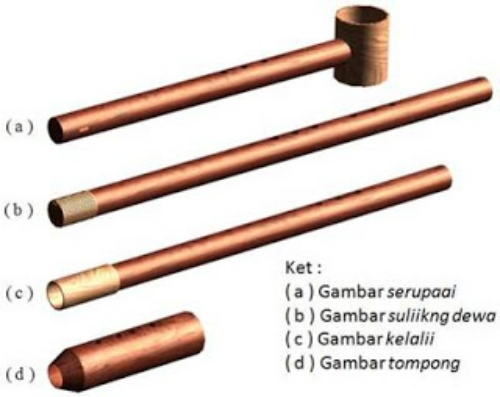 (a)
(b)
(c)
(d)
Ket :
(a) Gambar serupaai
(b) Gambar suliikng dewa
(c) Gambar kelalii
(d) Gambar tompong